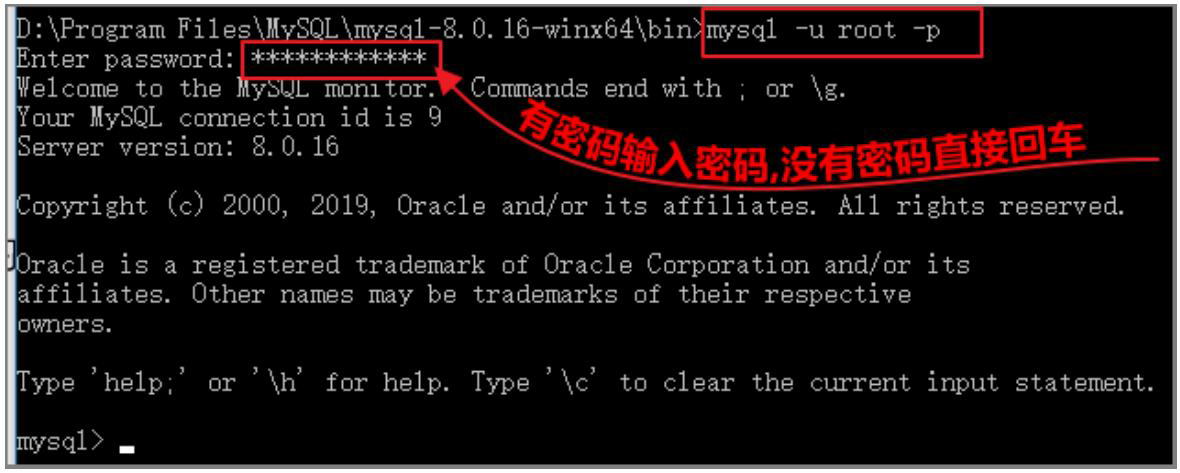 D:\Program Files\MySQL\mysql-8.0.16-winx64\bin>mysql -u root -p
Enter password: ************
Welcome to the MySQL monitor.  Commands end with ; or \g.
Your MySQL connection id is 9
Server version: 8.0.16
有密码输入密码,没有密码直接回车
Copyright (c) 2000, 2019, Oracle and/or its affiliates. All rights reserved.
Oracle is a registered trademark of Oracle Corporation and/or its
affiliates. Other names may be trademarks of their respective
owners.
Type 'help;' or '\h' for help. Type '\c' to clear the current input statement.
mysql>